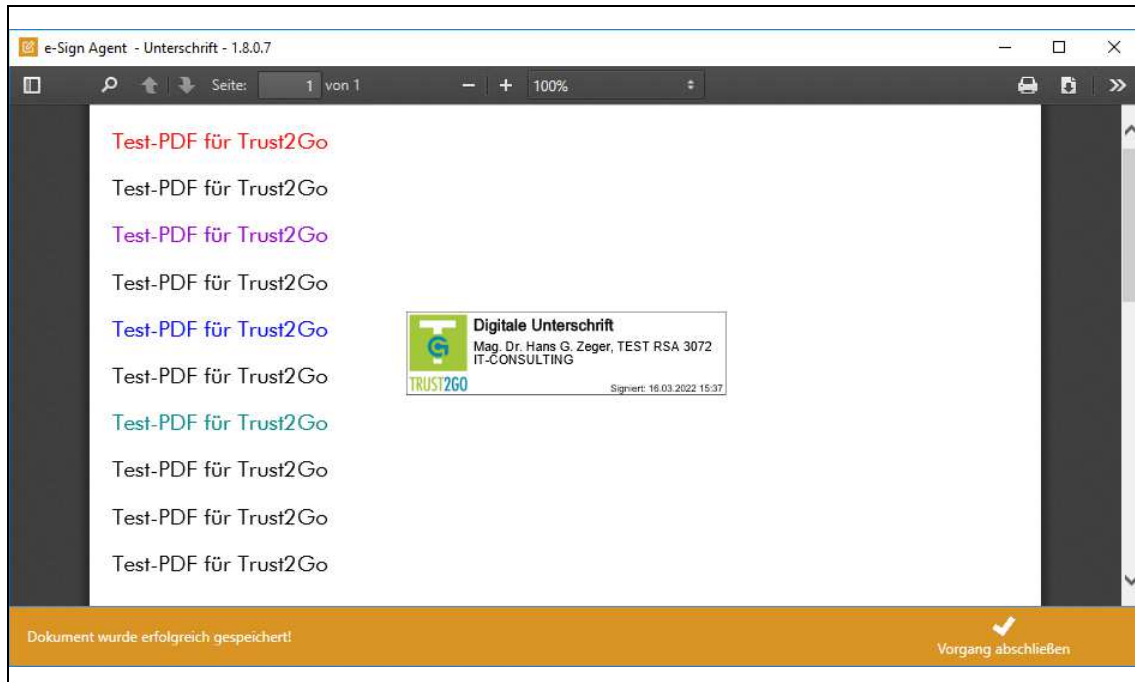 e-Sign Agent - Unterschrift - 1.8.0.7
Seite: 1 von 1 100%
Test-PDF für Trust2Go
Test-PDF für Trust2Go
Test-PDF für Trust2Go
Test-PDF für Trust2Go
Test-PDF für Trust2Go
Test-PDF für Trust2Go
Test-PDF für Trust2Go
Test-PDF für Trust2Go
Test-PDF für Trust2Go
Test-PDF für Trust2Go
Digitale Unterschrift
Mag. Dr. Hans G. Zeger, TEST RSA 3072
IT-CONSULTING
TRUST2GO
Signiert: 16.03.2022 15:37
Dokument wurde erfolgreich gespeichert!
Vorgang abschließen